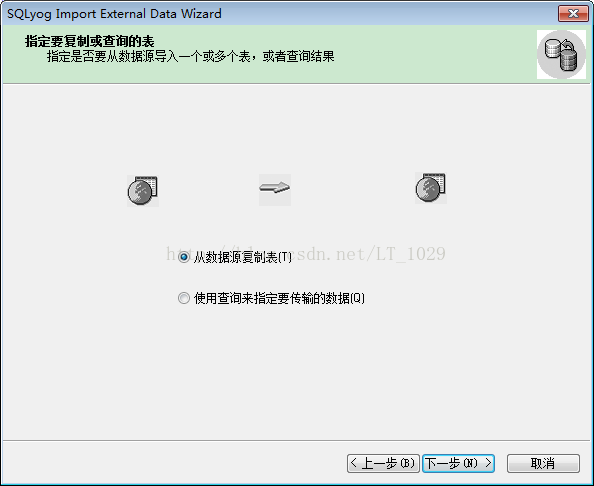 SQLyog Import External Data Wizard
指定要复制或查询的表
指定是否要从数据源导入一个或多个表，或者查询结果
从数据源复制表(T)
使用查询来指定要传输的数据(Q)
< 上一步(B)
下一步(N) >
取消